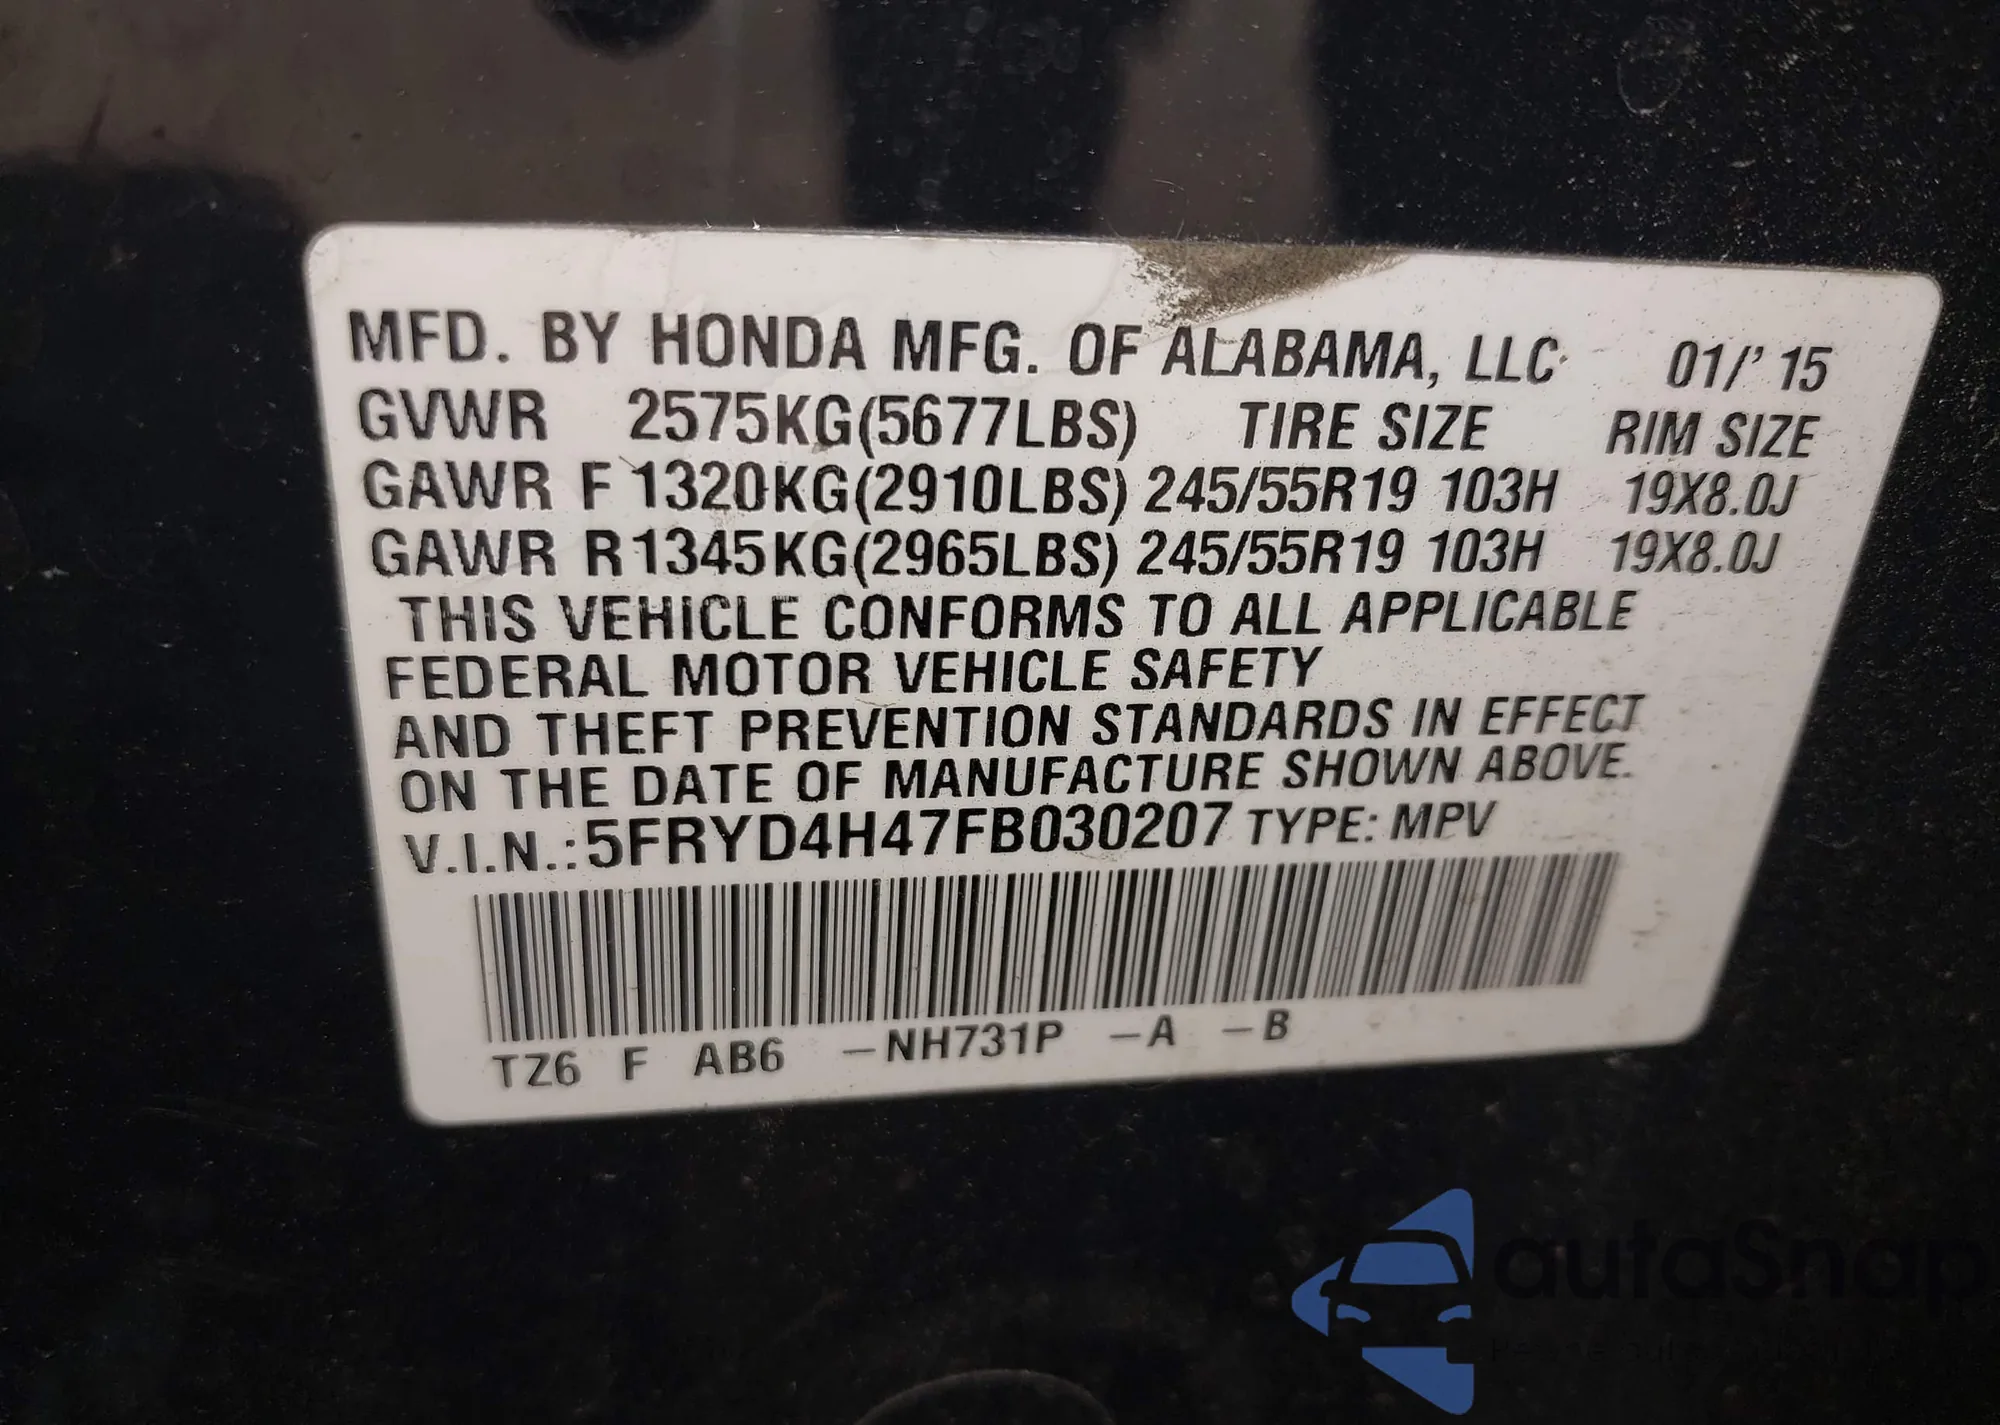 MFD. BY HONDA MFG. OF ALABAMA, LLC 01/'15
GVWR 2575KG(5677LBS) TIRE SIZE RIM SIZE
GAWR F 1320KG(2910LBS) 245/55R19 103H 19X8.0J
GAWR R1345KG(2965LBS) 245/55R19 103H 19X8.0J
THIS VEHICLE CONFORMS TO ALL APPLICABLE
FEDERAL MOTOR VEHICLE SAFETY
AND THEFT PREVENTION STANDARDS IN EFFECT
ON THE DATE OF MANUFACTURE SHOWN ABOVE.
V.I.N.:5FRYD4H47FB030207 TYPE: MPV
TZ6 F AB6 –NH731P –A –B
autaSnap